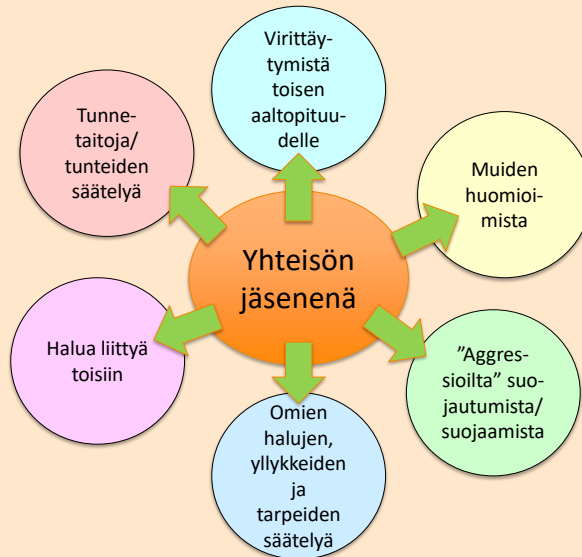 Virittäy-
tymistä
toisen
aaltopituu-
delle
Tunne-
taitoja/
tunteiden
säätelyä
Muiden
huomioi-
mista
Yhteisön
jäsenenä
Halua liittyä
toisiin
”Aggres-
sioilta” suo-
jautumista/
suojaamista
Omien
halujen,
yllykkeiden
ja
tarpeiden
säätelyä